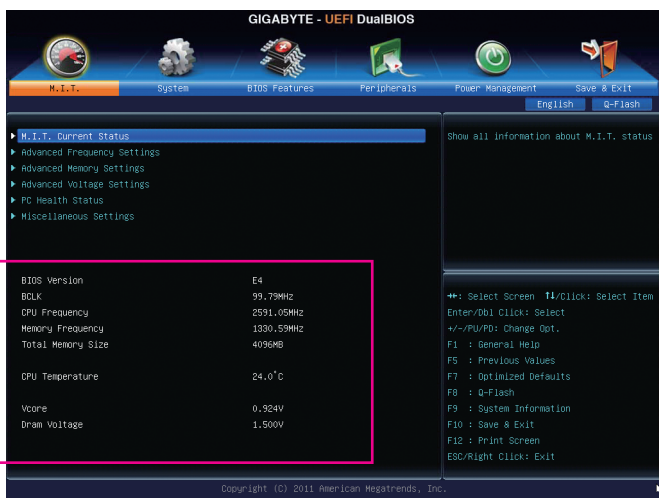 GIGABYTE - UEFI DualBIOS
M.I.T. System BIOS Features Peripherals Power Management Save & Exit
English Q-Flash
M.I.T. Current Status
Advanced Frequency Settings
Advanced Memory Settings
Advanced Voltage Settings
PC Health Status
Miscellaneous Settings
Show all information about M.I.T. status
BIOS Version E4
BCLK 99.79MHz
CPU Frequency 2591.05MHz
Memory Frequency 1330.59MHz
Total Memory Size 4096MB
CPU Temperature 24.0°C
Vcore 0.924V
Dram Voltage 1.500V
→←: Select Screen ↑↓/Click: Select Item
Enter/Dbl Click: Select
+/-/PU/PD: Change Opt.
F1 : General Help
F5 : Previous Values
F7 : Optimized Defaults
F8 : Q-Flash
F9 : System Information
F10 : Save & Exit
F12 : Print Screen
ESC/Right Click: Exit
Copyright (C) 2011 American Megatrends, Inc.